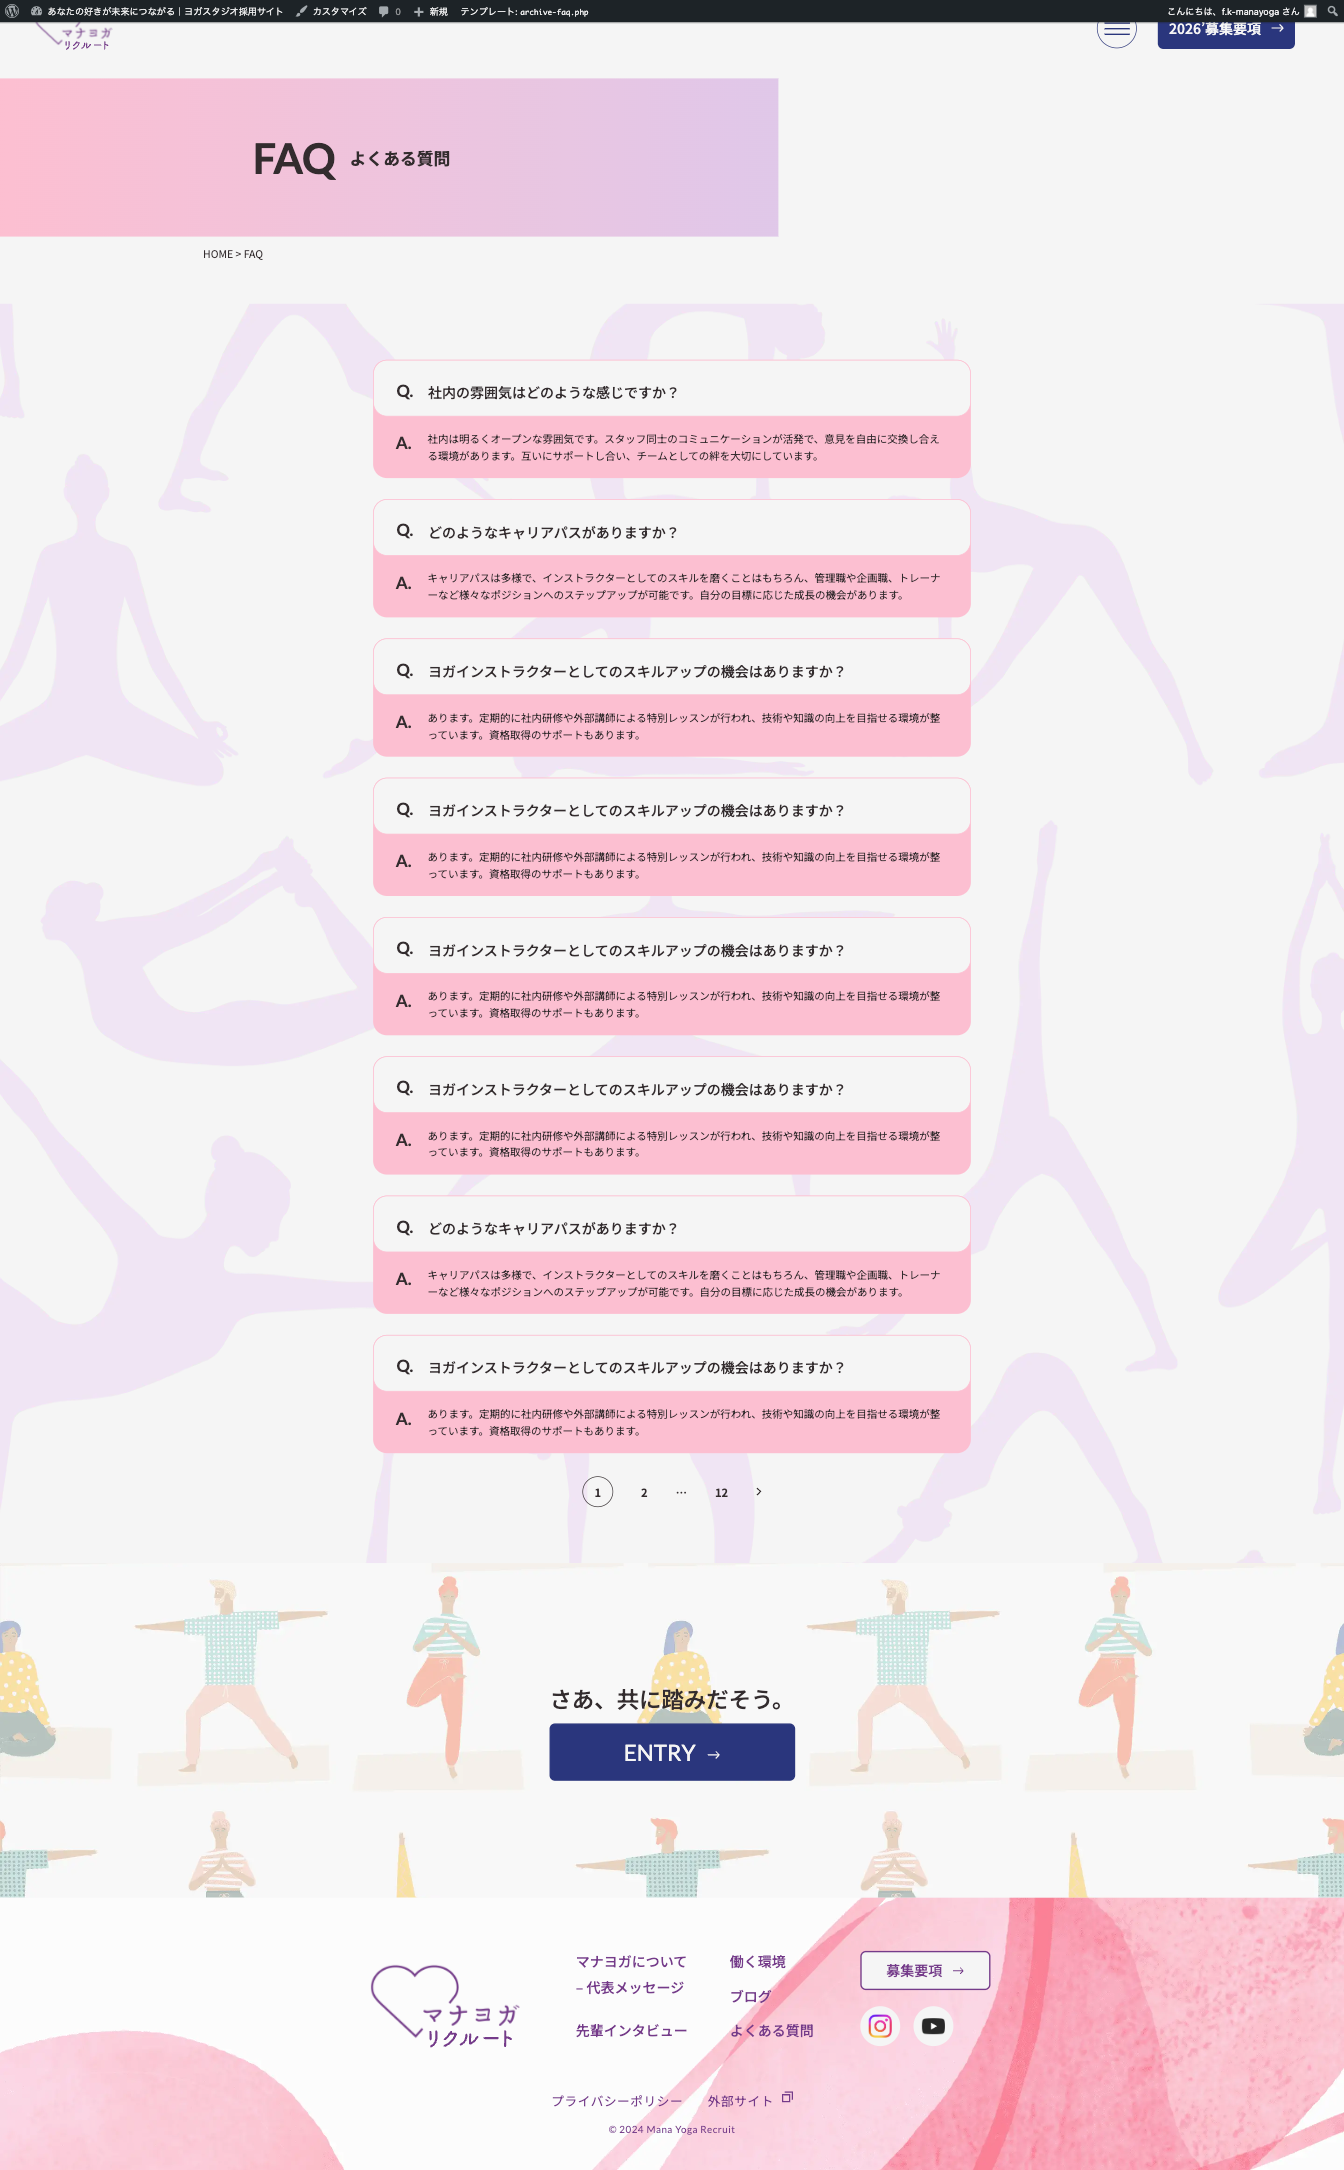 あなたの好きが未来につながる｜ヨガスタジオ採用サイト カスタマイズ 0 新規 テンプレート: archive-faq.php こんにちは、f.k-manayoga さん
マナヨガ
リクルート
2026'募集要項 →
FAQ よくある質問
HOME > FAQ
Q. 社内の雰囲気はどのような感じですか？
A. 社内は明るくオープンな雰囲気です。スタッフ同士のコミュニケーションが活発で、意見を自由に交換し合え
る環境があります。互いにサポートし合い、チームとしての絆を大切にしています。
Q. どのようなキャリアパスがありますか？
A. キャリアパスは多様で、インストラクターとしてのスキルを磨くことはもちろん、管理職や企画職、トレーナ
ーなど様々なポジションへのステップアップが可能です。自分の目標に応じた成長の機会があります。
Q. ヨガインストラクターとしてのスキルアップの機会はありますか？
A. あります。定期的に社内研修や外部講師による特別レッスンが行われ、技術や知識の向上を目指せる環境が整
っています。資格取得のサポートもあります。
Q. ヨガインストラクターとしてのスキルアップの機会はありますか？
A. あります。定期的に社内研修や外部講師による特別レッスンが行われ、技術や知識の向上を目指せる環境が整
っています。資格取得のサポートもあります。
Q. ヨガインストラクターとしてのスキルアップの機会はありますか？
A. あります。定期的に社内研修や外部講師による特別レッスンが行われ、技術や知識の向上を目指せる環境が整
っています。資格取得のサポートもあります。
Q. ヨガインストラクターとしてのスキルアップの機会はありますか？
A. あります。定期的に社内研修や外部講師による特別レッスンが行われ、技術や知識の向上を目指せる環境が整
っています。資格取得のサポートもあります。
Q. どのようなキャリアパスがありますか？
A. キャリアパスは多様で、インストラクターとしてのスキルを磨くことはもちろん、管理職や企画職、トレーナ
ーなど様々なポジションへのステップアップが可能です。自分の目標に応じた成長の機会があります。
Q. ヨガインストラクターとしてのスキルアップの機会はありますか？
A. あります。定期的に社内研修や外部講師による特別レッスンが行われ、技術や知識の向上を目指せる環境が整
っています。資格取得のサポートもあります。
1 2 … 12 >
さあ、共に踏みだそう。
ENTRY →
マナヨガ
リクルート
マナヨガについて
– 代表メッセージ
先輩インタビュー
働く環境
ブログ
よくある質問
募集要項 →
プライバシーポリシー 外部サイト
© 2024 Mana Yoga Recruit